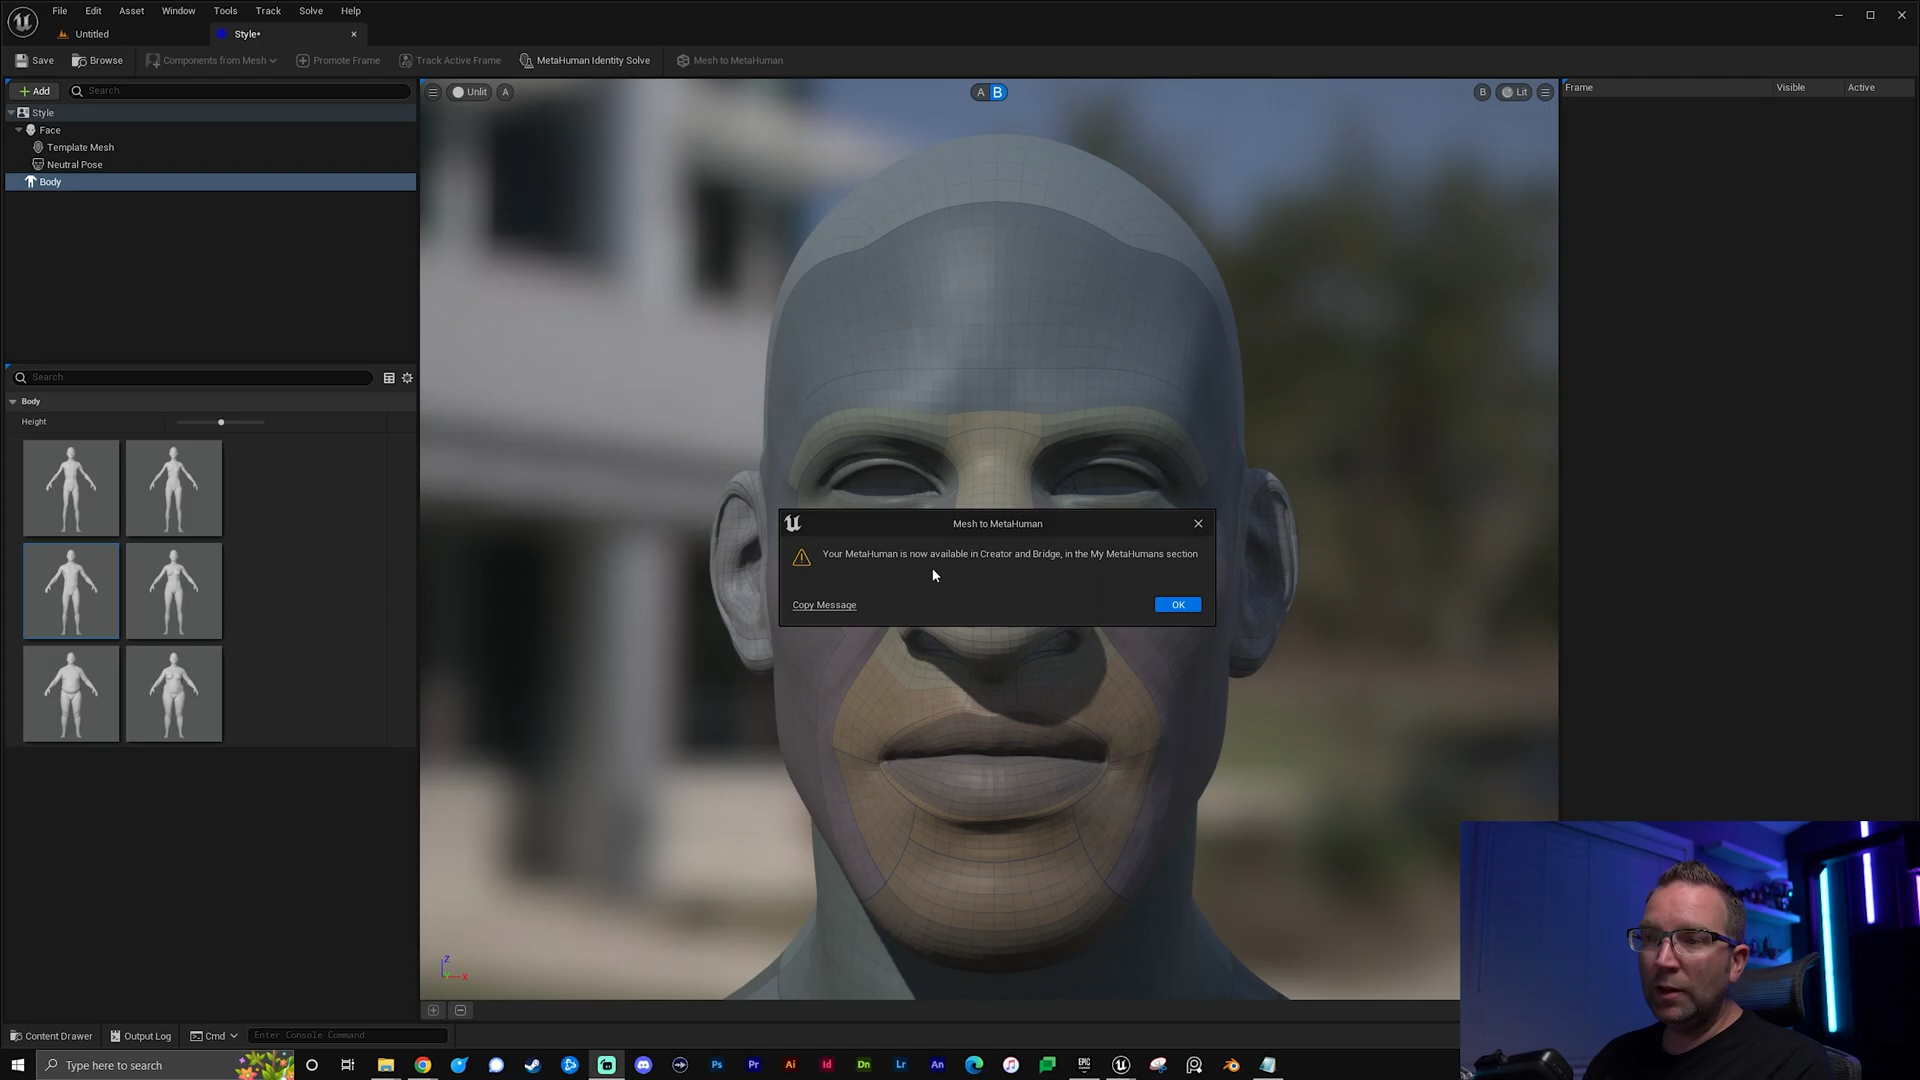 File Edit Asset Window Tools Track Solve Help
Untitled
Style•
Save
Browse
Components from Mesh
Promote Frame
Track Active Frame
MetaHuman Identity Solve
Mesh to MetaHuman
+ Add
Search
Unlit
A
A B
B
Lit
Frame
Visible
Active
Style
Face
Template Mesh
Neutral Pose
Body
Search
Body
Height
Mesh to MetaHuman
Your MetaHuman is now available in Creator and Bridge, in the My MetaHumans section
Copy Message
OK
Z
X
Content Drawer
Output Log
Cmd
Enter Console Command
Type here to search
Ps
Pr
Ai
Id
Dn
Lr
An
EPIC